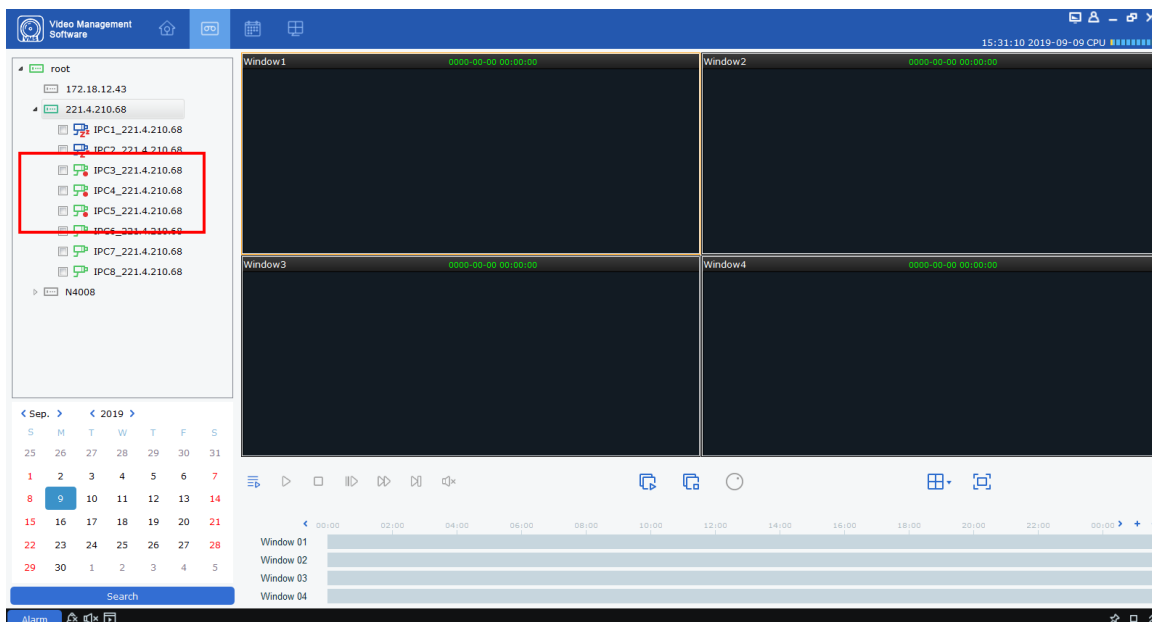 Video Management
Software
15:31:10 2019-09-09 CPU
root
172.18.12.43
221.4.210.68
IPC1_221.4.210.68
IPC2_221.4.210.68
IPC3_221.4.210.68
IPC4_221.4.210.68
IPC5_221.4.210.68
IPC6_221.4.210.68
IPC7_221.4.210.68
IPC8_221.4.210.68
N4008
Window1 0000-00-00 00:00:00
Window2 0000-00-00 00:00:00
Window3 0000-00-00 00:00:00
Window4 0000-00-00 00:00:00
Sep. 2019
S M T W T F S
25 26 27 28 29 30 31
1 2 3 4 5 6 7
8 9 10 11 12 13 14
15 16 17 18 19 20 21
22 23 24 25 26 27 28
29 30 1 2 3 4 5
Search
00:00 02:00 04:00 06:00 08:00 10:00 12:00 14:00 16:00 18:00 20:00 22:00 00:00
Window 01
Window 02
Window 03
Window 04
Alarm